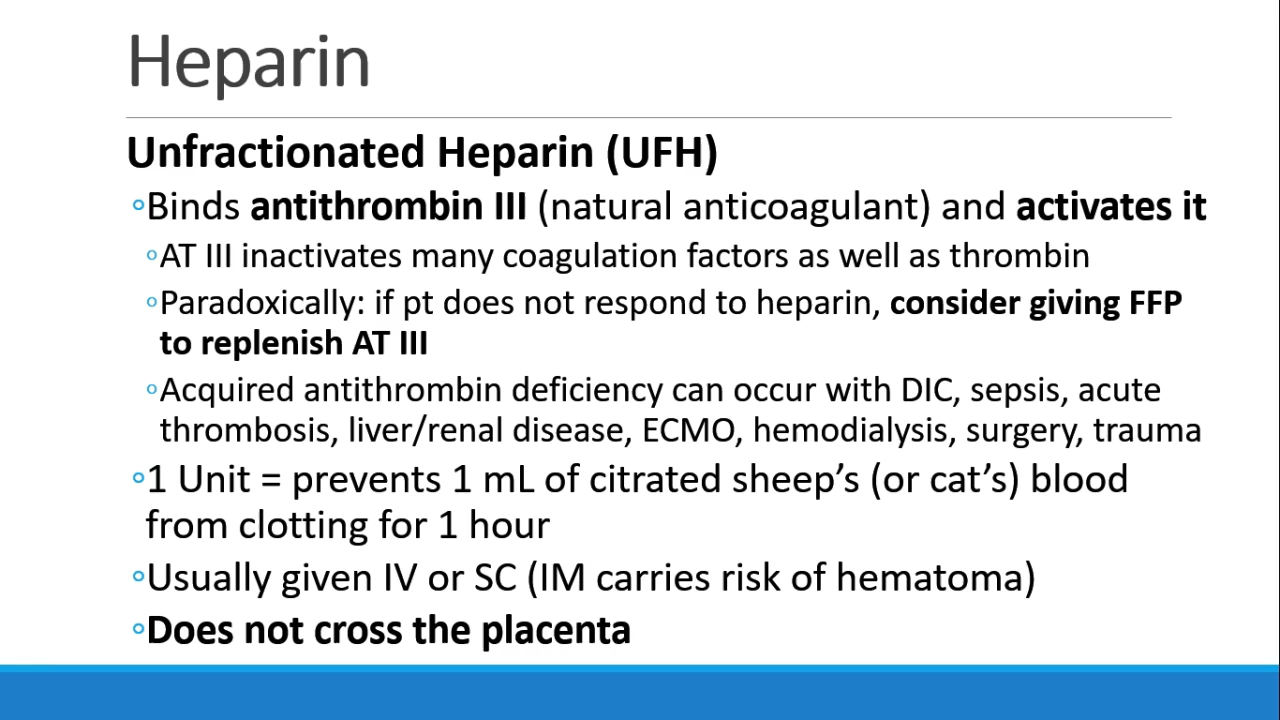 Heparin
Unfractionated Heparin (UFH)
◦Binds antithrombin III (natural anticoagulant) and activates it
◦AT III inactivates many coagulation factors as well as thrombin
◦Paradoxically: if pt does not respond to heparin, consider giving FFP
to replenish AT III
◦Acquired antithrombin deficiency can occur with DIC, sepsis, acute
thrombosis, liver/renal disease, ECMO, hemodialysis, surgery, trauma
◦1 Unit = prevents 1 mL of citrated sheep’s (or cat’s) blood
from clotting for 1 hour
◦Usually given IV or SC (IM carries risk of hematoma)
◦Does not cross the placenta